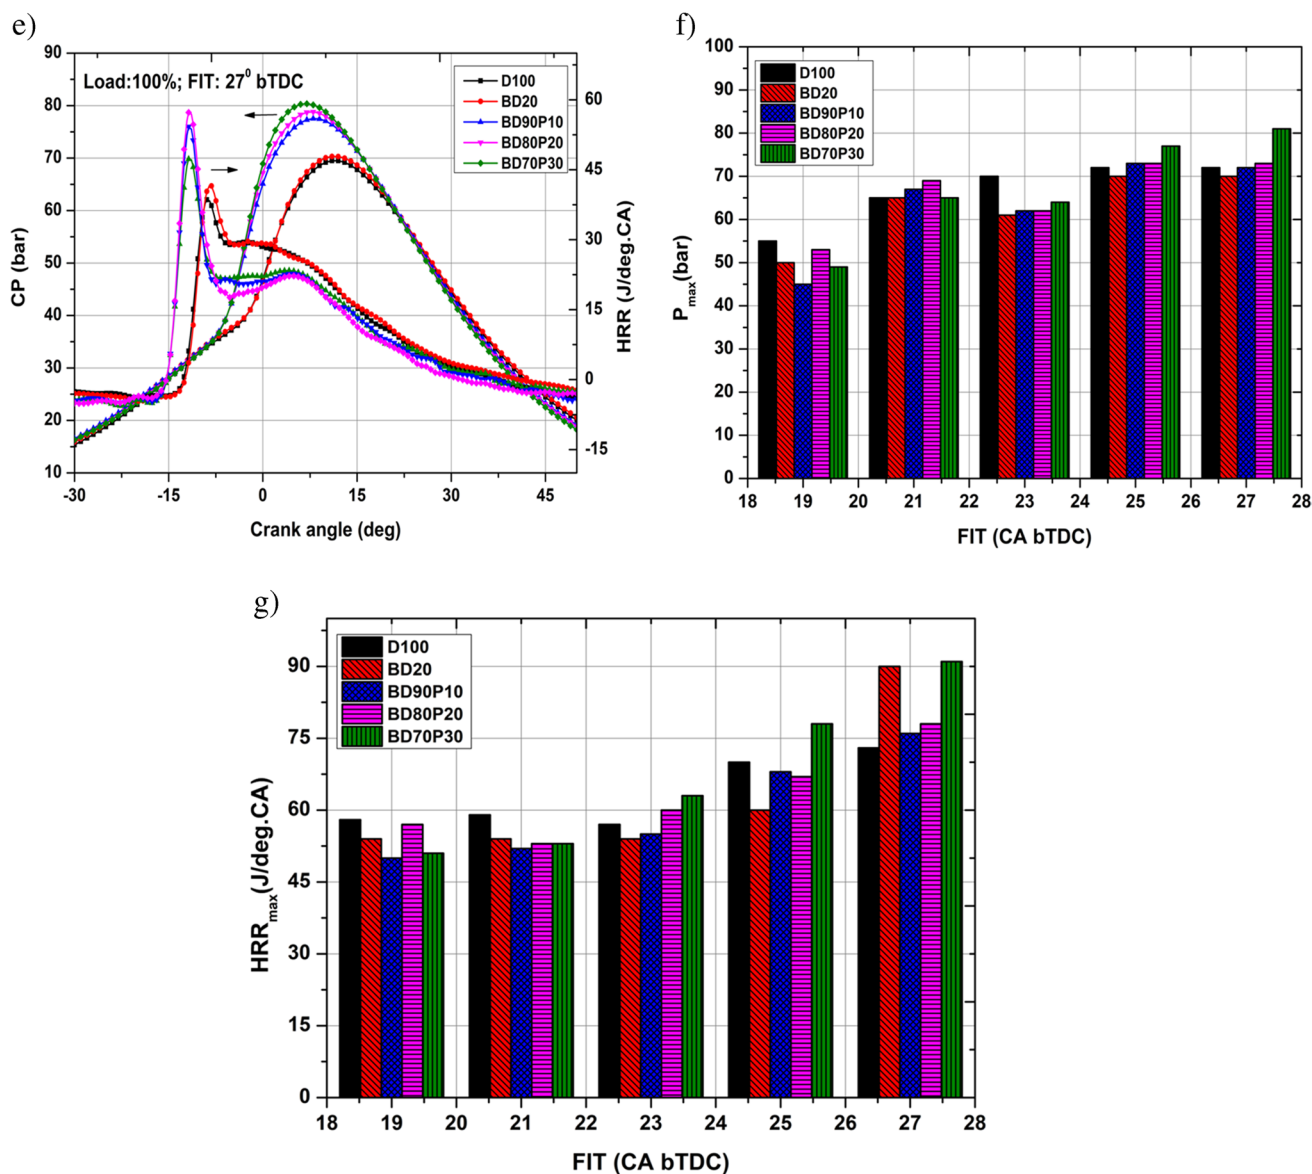 e)
Load:100%; FIT: 27⁰ bTDC
D100
BD20
BD90P10
BD80P20
BD70P30
90
80
70
60
50
40
30
20
10
CP (bar)
60
45
30
15
0
-15
HRR (J/deg.CA)
-30 -15 0 15 30 45
Crank angle (deg)
f)
D100
BD20
BD90P10
BD80P20
BD70P30
100
90
80
70
60
50
40
30
20
10
0
Pmax(bar)
18 19 20 21 22 23 24 25 26 27 28
FIT (CA bTDC)
g)
D100
BD20
BD90P10
BD80P20
BD70P30
90
75
60
45
30
15
0
HRRmax(J/deg.CA)
18 19 20 21 22 23 24 25 26 27 28
FIT (CA bTDC)